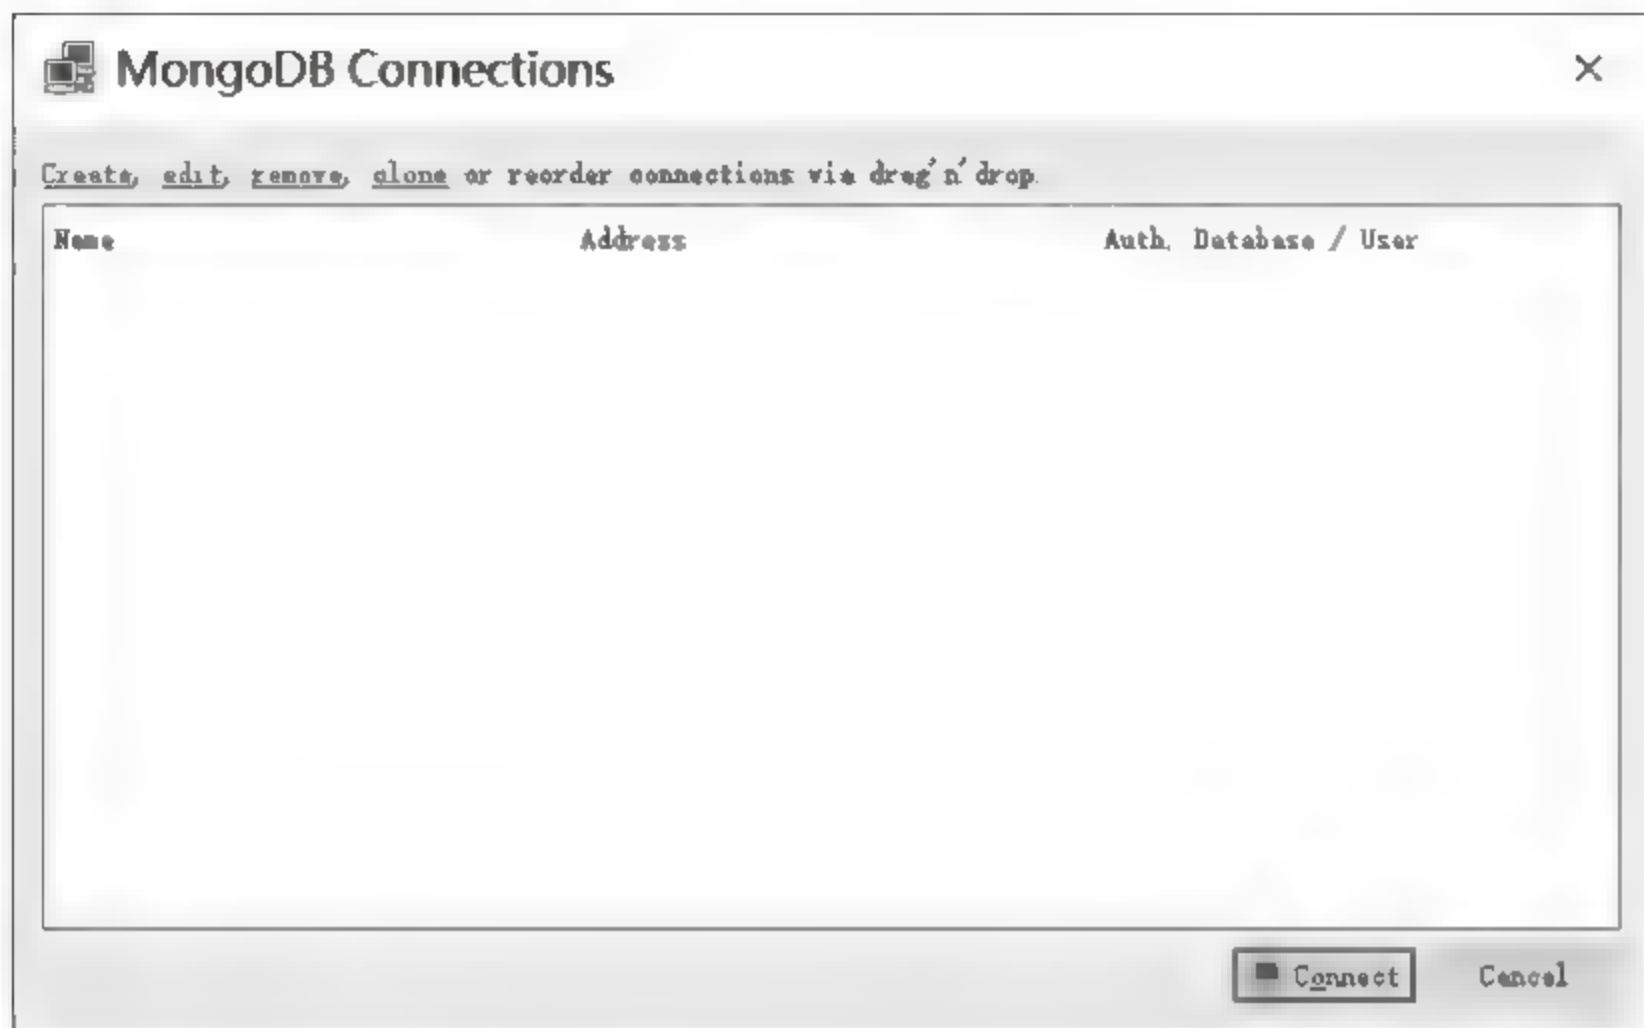 MongoDB Connections
Create, edit, remove, clone or reorder connections via drag'n'drop.
Name Address Auth. Database / User
Connect Cancel